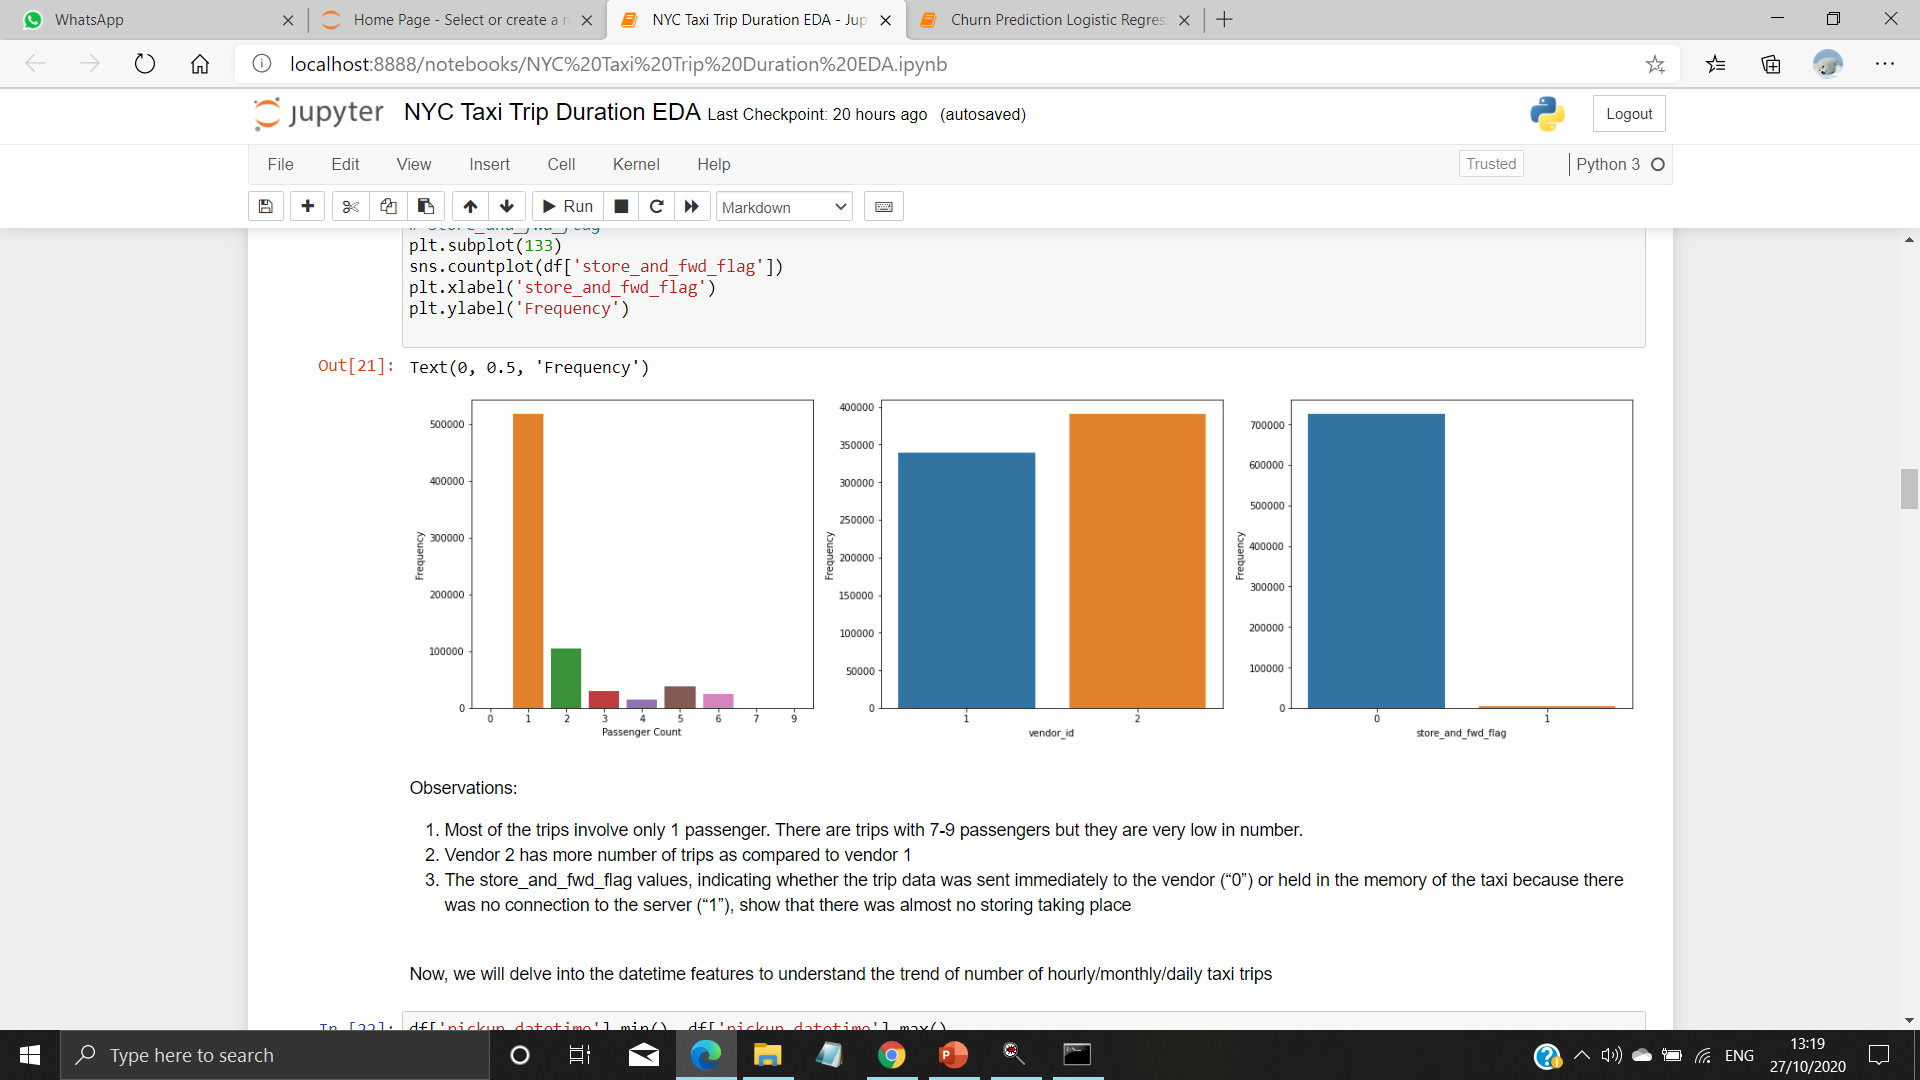 WhatsApp
Home Page - Select or create a n
NYC Taxi Trip Duration EDA - Jup
Churn Prediction Logistic Regres
localhost:8888/notebooks/NYC%20Taxi%20Trip%20Duration%20EDA.ipynb
jupyter NYC Taxi Trip Duration EDA Last Checkpoint: 20 hours ago (autosaved)
Logout
File Edit View Insert Cell Kernel Help
Trusted
Python 3
Run
Markdown
# store_and_fwd_flag
plt.subplot(133)
sns.countplot(df['store_and_fwd_flag'])
plt.xlabel('store_and_fwd_flag')
plt.ylabel('Frequency')
Out[21]: Text(0, 0.5, 'Frequency')
500000
400000
300000
200000
100000
0
Frequency
0 1 2 3 4 5 6 7 9
Passenger Count
400000
350000
300000
250000
200000
150000
100000
50000
0
Frequency
1 2
vendor_id
700000
600000
500000
400000
300000
200000
100000
0
Frequency
0 1
store_and_fwd_flag
Observations:
1. Most of the trips involve only 1 passenger. There are trips with 7-9 passengers but they are very low in number.
2. Vendor 2 has more number of trips as compared to vendor 1
3. The store_and_fwd_flag values, indicating whether the trip data was sent immediately to the vendor (“0”) or held in the memory of the taxi because there
was no connection to the server (“1”), show that there was almost no storing taking place
Now, we will delve into the datetime features to understand the trend of number of hourly/monthly/daily taxi trips
In [22]: df['pickup_datetime'].min(), df['pickup_datetime'].max()
Type here to search
ENG
13:19
27/10/2020